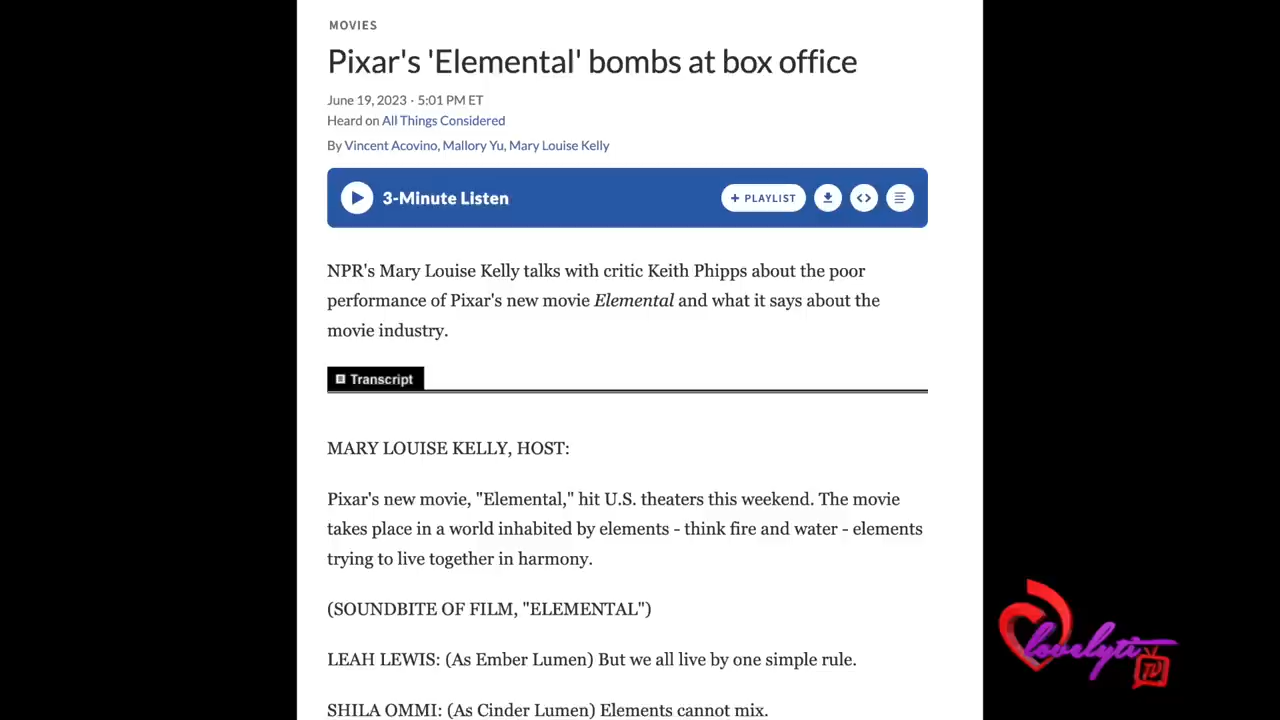 MOVIES
Pixar's 'Elemental' bombs at box office
June 19, 2023 · 5:01 PM ET
Heard on All Things Considered
By Vincent Acovino, Mallory Yu, Mary Louise Kelly
3-Minute Listen
+ PLAYLIST
NPR's Mary Louise Kelly talks with critic Keith Phipps about the poor
performance of Pixar's new movie Elemental and what it says about the
movie industry.
Transcript
MARY LOUISE KELLY, HOST:
Pixar's new movie, "Elemental," hit U.S. theaters this weekend. The movie
takes place in a world inhabited by elements - think fire and water - elements
trying to live together in harmony.
(SOUNDBITE OF FILM, "ELEMENTAL")
LEAH LEWIS: (As Ember Lumen) But we all live by one simple rule.
SHILA OMMI: (As Cinder Lumen) Elements cannot mix.
lovelyti
TV